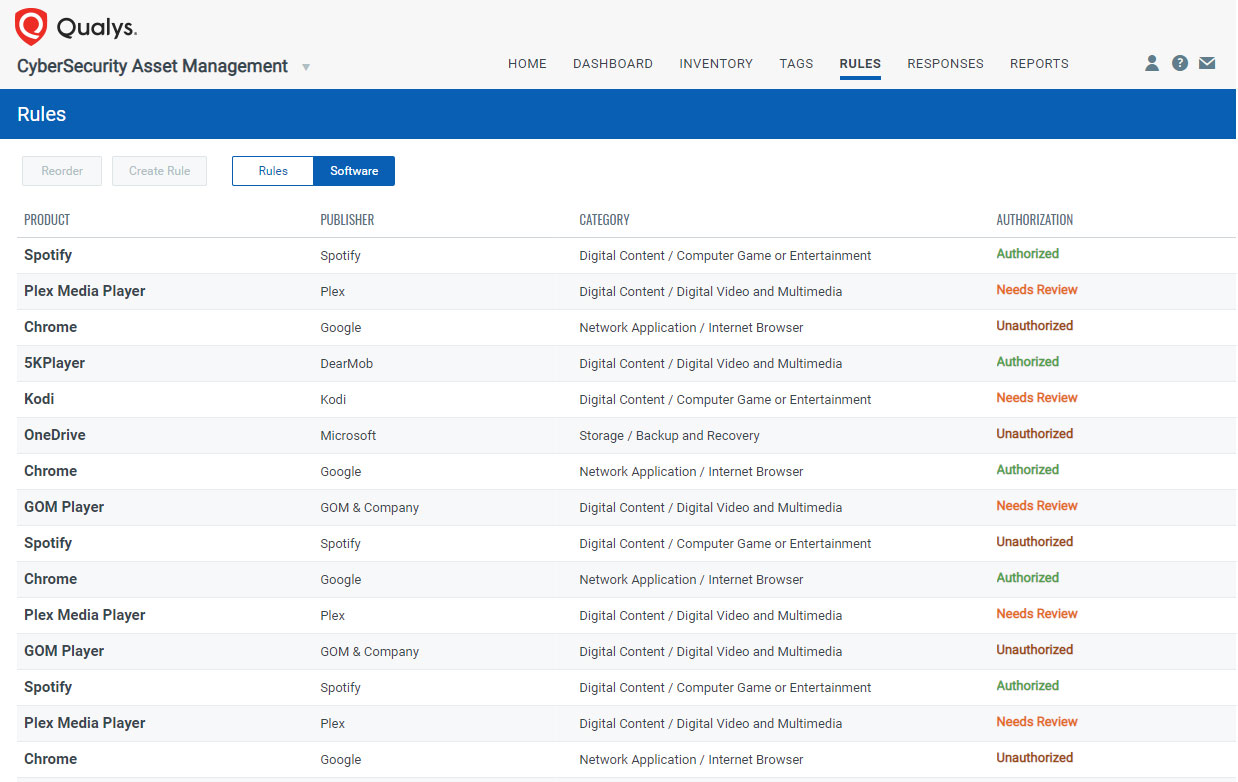 Qualys.
CyberSecurity Asset Management
HOME DASHBOARD INVENTORY TAGS RULES RESPONSES REPORTS
Rules
Reorder Create Rule Rules Software
PRODUCT PUBLISHER CATEGORY AUTHORIZATION
Spotify Spotify Digital Content / Computer Game or Entertainment Authorized
Plex Media Player Plex Digital Content / Digital Video and Multimedia Needs Review
Chrome Google Network Application / Internet Browser Unauthorized
5KPlayer DearMob Digital Content / Digital Video and Multimedia Authorized
Kodi Kodi Digital Content / Computer Game or Entertainment Needs Review
OneDrive Microsoft Storage / Backup and Recovery Unauthorized
Chrome Google Network Application / Internet Browser Authorized
GOM Player GOM & Company Digital Content / Digital Video and Multimedia Needs Review
Spotify Spotify Digital Content / Computer Game or Entertainment Unauthorized
Chrome Google Network Application / Internet Browser Authorized
Plex Media Player Plex Digital Content / Digital Video and Multimedia Needs Review
GOM Player GOM & Company Digital Content / Digital Video and Multimedia Unauthorized
Spotify Spotify Digital Content / Computer Game or Entertainment Authorized
Plex Media Player Plex Digital Content / Digital Video and Multimedia Needs Review
Chrome Google Network Application / Internet Browser Unauthorized